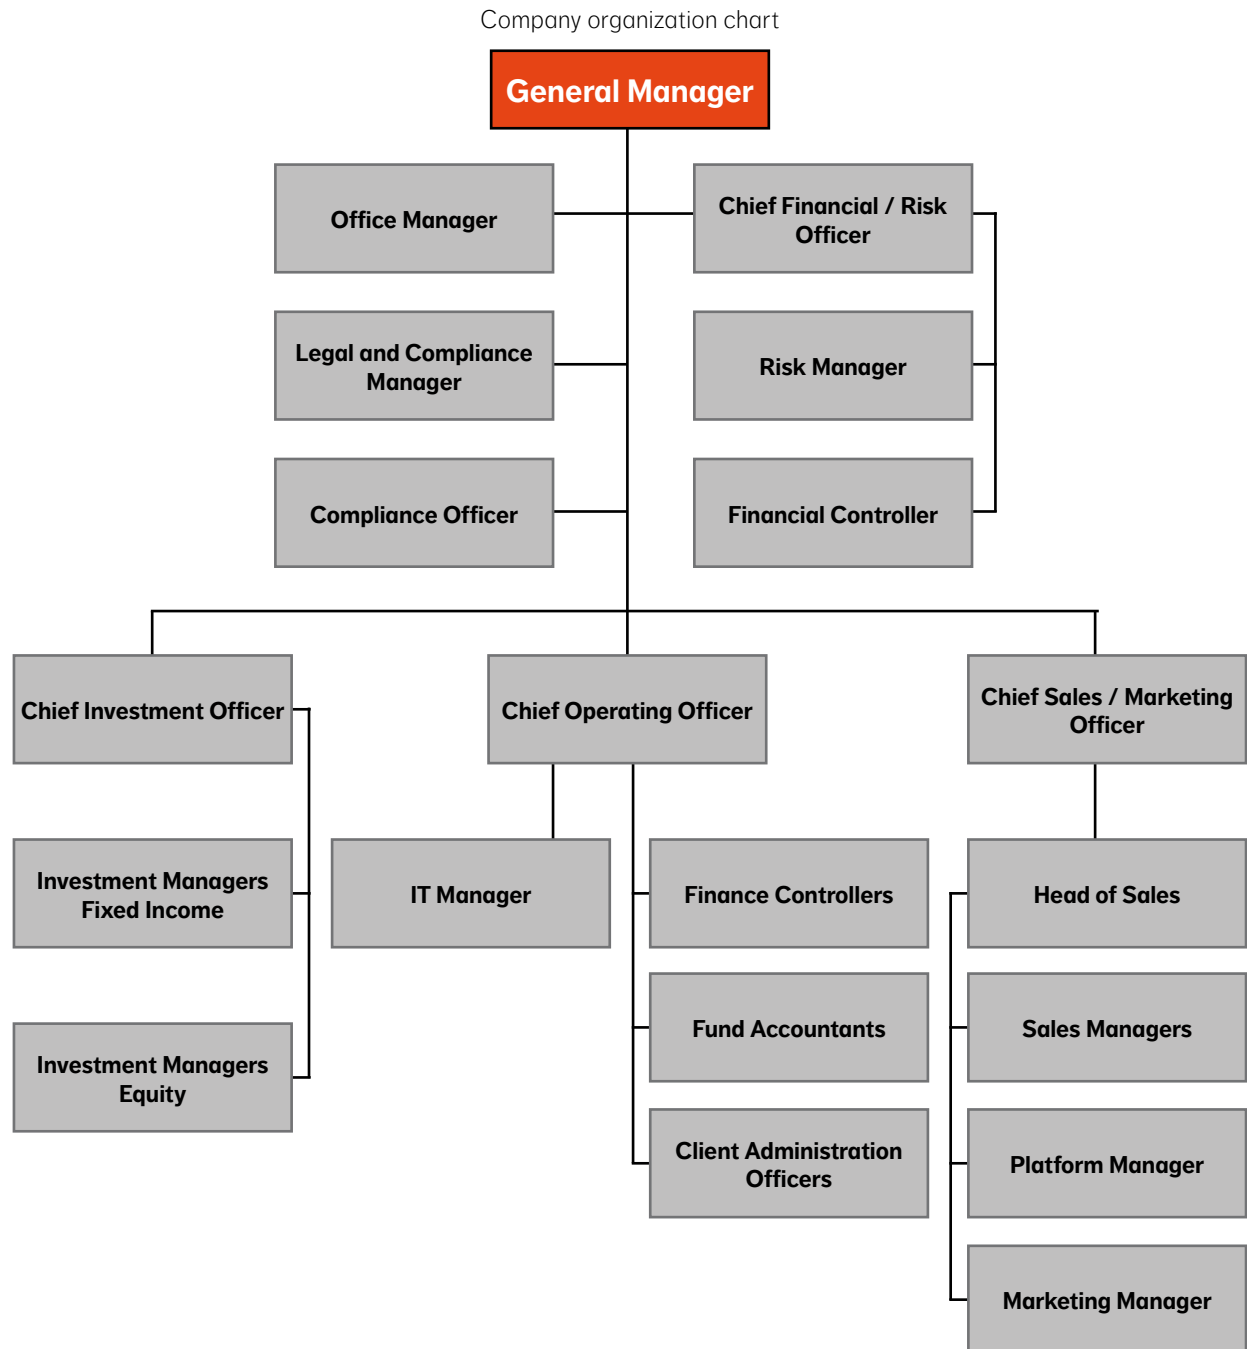 Company organization chart
General Manager
Office Manager
Chief Financial / Risk
Officer
Legal and Compliance
Manager
Risk Manager
Compliance Officer
Financial Controller
Chief Investment Officer
Chief Operating Officer
Chief Sales / Marketing
Officer
Investment Managers
Fixed Income
IT Manager
Finance Controllers
Head of Sales
Investment Managers
Equity
Fund Accountants
Sales Managers
Client Administration
Officers
Platform Manager
Marketing Manager